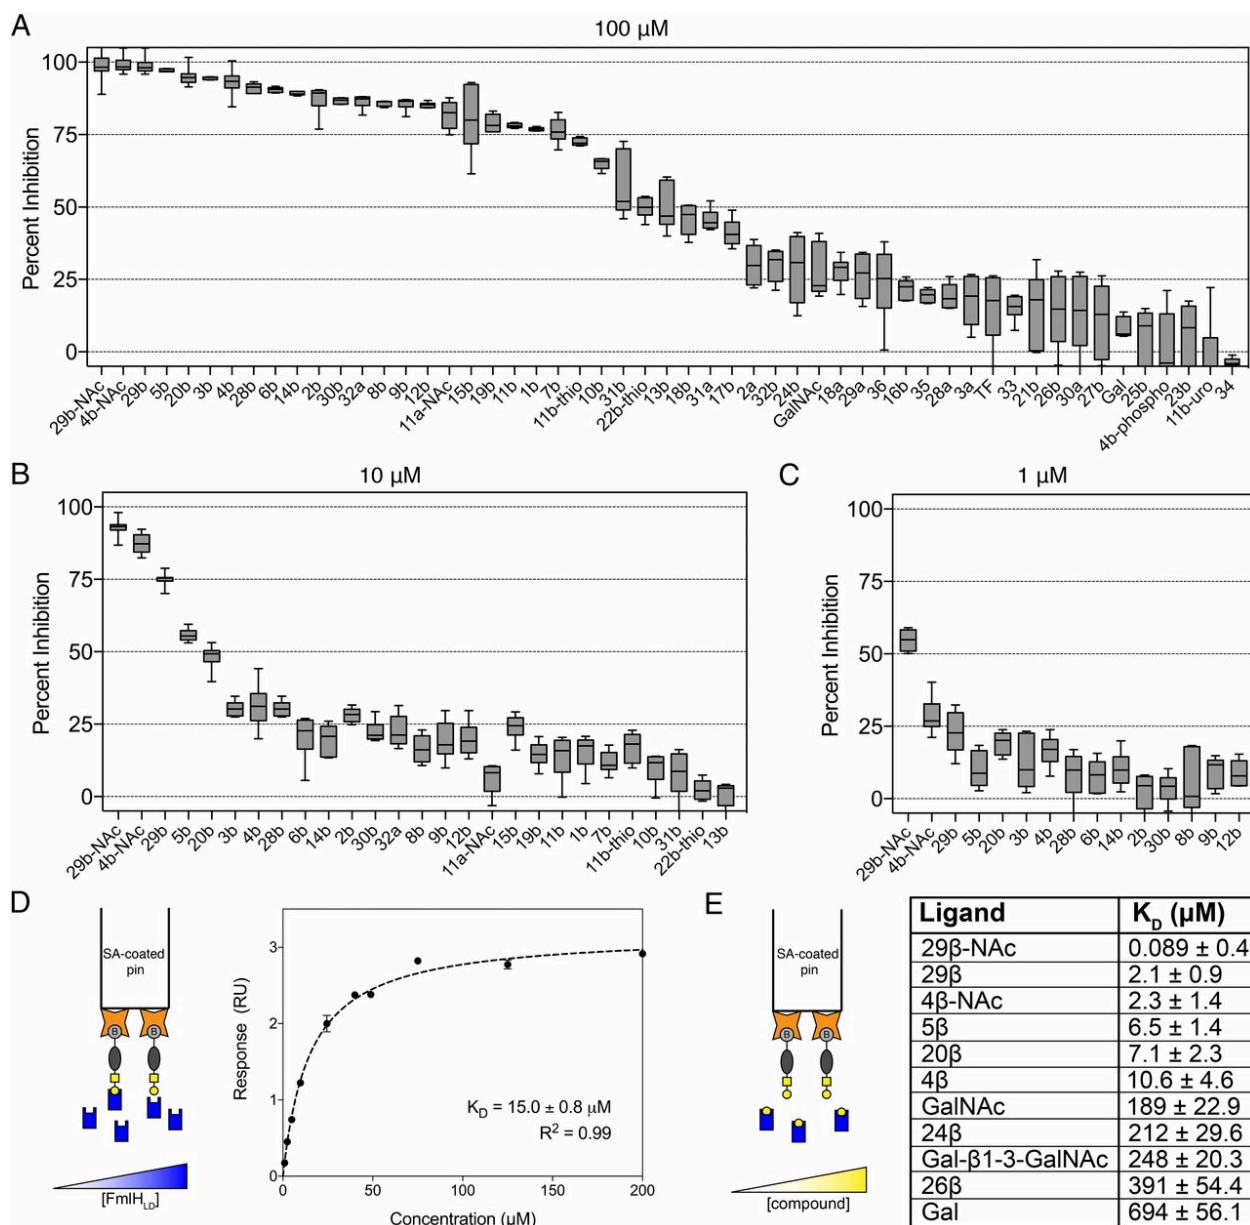 A
100 µM
Percent Inhibition
100
75
50
25
0
29b-NAc
4b-NAc
29b
5b
20b
3b
4b
28b
6b
14b
2b
30b
32a
8b
9b
12b
11a-NAc
15b
19b
11b
1b
7b
11b-thio
10b
31b
22b-thio
13b
18b
31a
17b
2a
32b
24b
GalNAc
18a
29a
36
16b
35
28a
3a
TF
33
21b
26b
30a
27b
Gal
25b
4b-phospho
23b
11b-uro
34
B
10 µM
Percent Inhibition
100
75
50
25
0
29b-NAc
4b-NAc
29b
5b
20b
3b
4b
28b
6b
14b
2b
30b
32a
8b
9b
12b
11a-NAc
15b
19b
11b
1b
7b
11b-thio
10b
31b
22b-thio
13b
C
1 µM
Percent Inhibition
100
75
50
25
0
29b-NAc
4b-NAc
29b
5b
20b
3b
4b
28b
6b
14b
2b
30b
8b
9b
12b
D
SA-coated
pin
B
B
[FmlH_LD]
Response (RU)
3
2
1
0
0
50
100
150
200
K_D = 15.0 ± 0.8 µM
R² = 0.99
Concentration (µM)
E
SA-coated
pin
B
B
[compound]
Ligand K_D (µM)
29β-NAc 0.089 ± 0.4
29β 2.1 ± 0.9
4β-NAc 2.3 ± 1.4
5β 6.5 ± 1.4
20β 7.1 ± 2.3
4β 10.6 ± 4.6
GalNAc 189 ± 22.9
24β 212 ± 29.6
Gal-β1-3-GalNAc 248 ± 20.3
26β 391 ± 54.4
Gal 694 ± 56.1